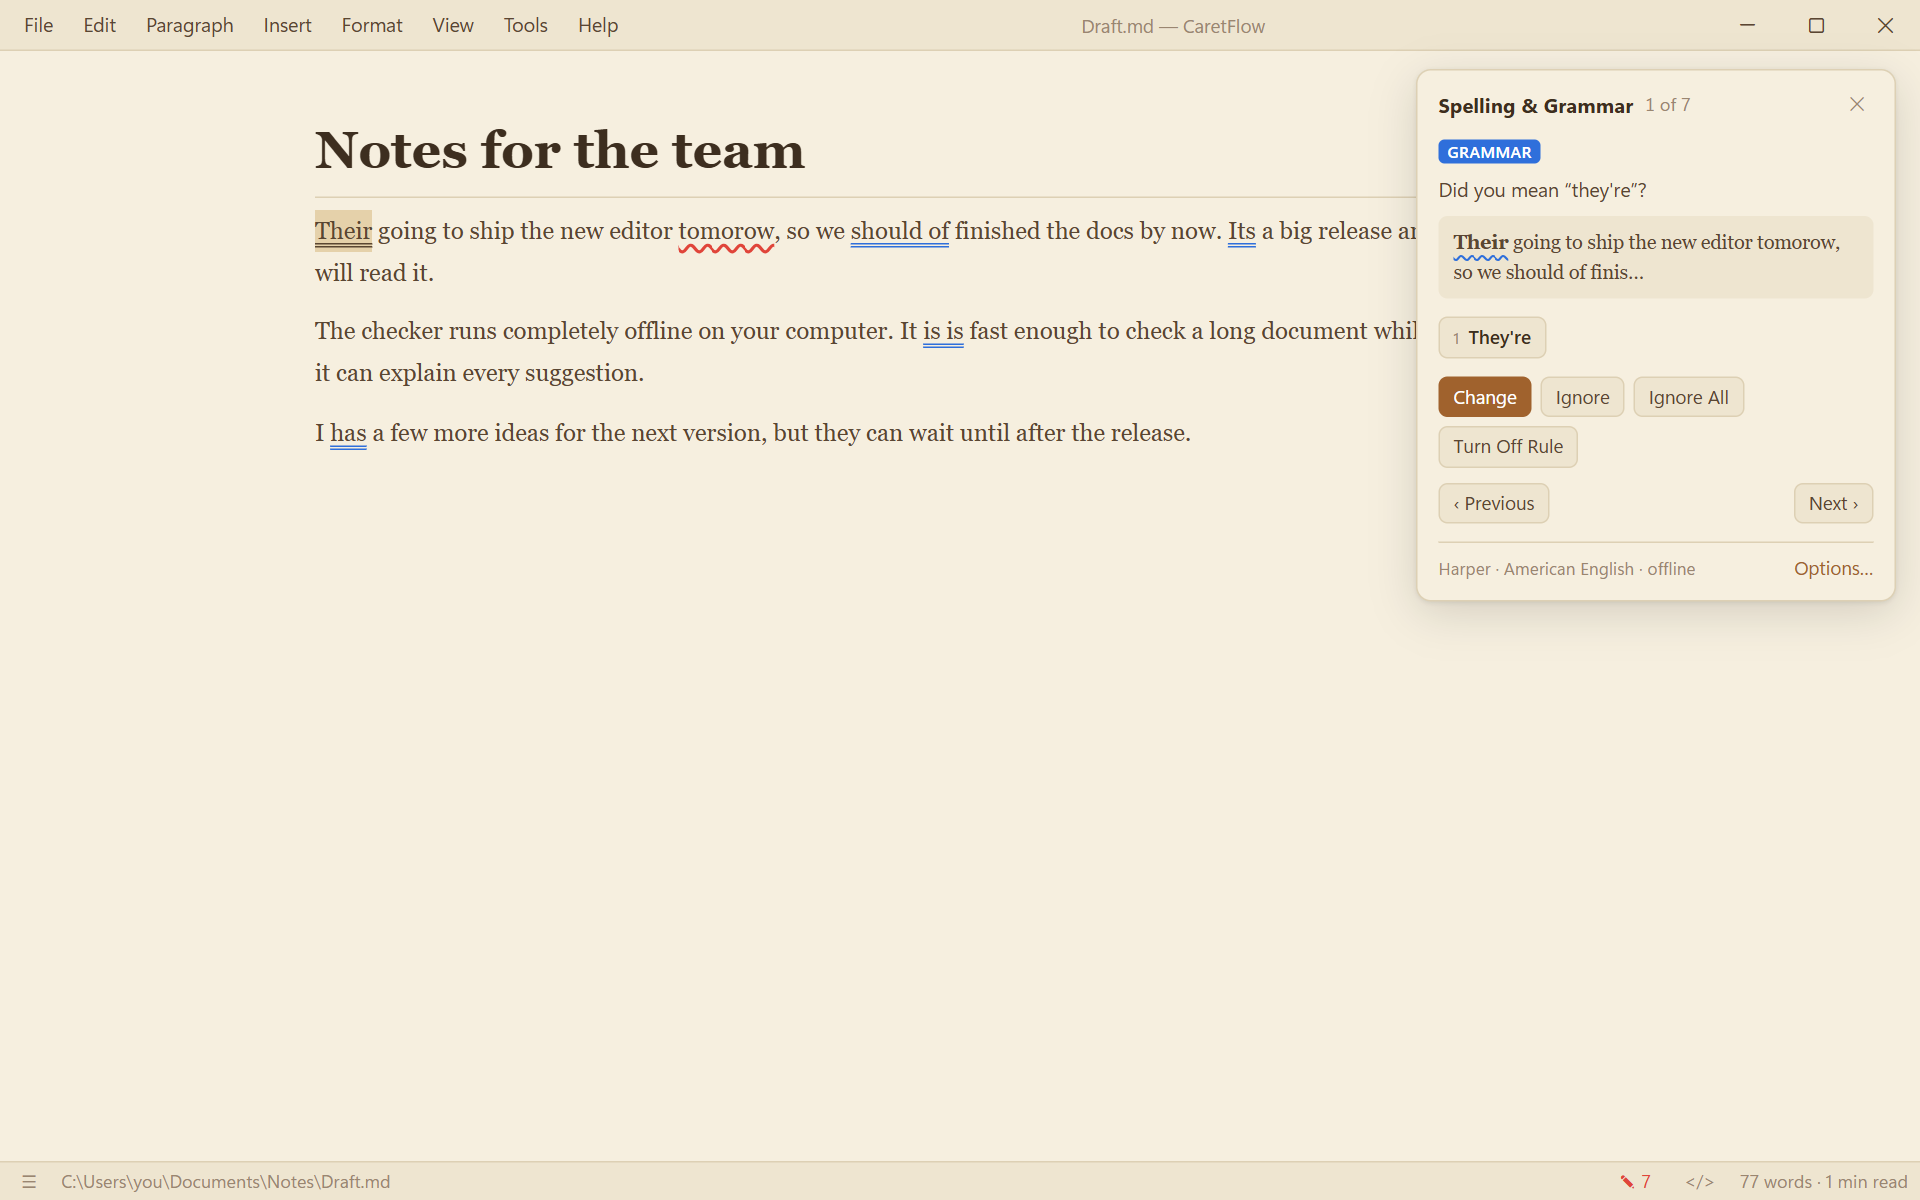 File Edit Paragraph Insert Format View Tools Help Draft.md — CaretFlow
Notes for the team
Their going to ship the new editor tomorow, so we should of finished the docs by now. Its a big release
will read it.
The checker runs completely offline on your computer. It is is fast enough to check a long document
it can explain every suggestion.
I has a few more ideas for the next version, but they can wait until after the release.
Spelling & Grammar 1 of 7
GRAMMAR
Did you mean “they're”?
Their going to ship the new editor tomorow,
so we should of finis...
1 They're
Change Ignore Ignore All
Turn Off Rule
‹ Previous Next ›
Harper · American English · offline Options...
☰ C:\Users\you\Documents\Notes\Draft.md 7 </> 77 words · 1 min read